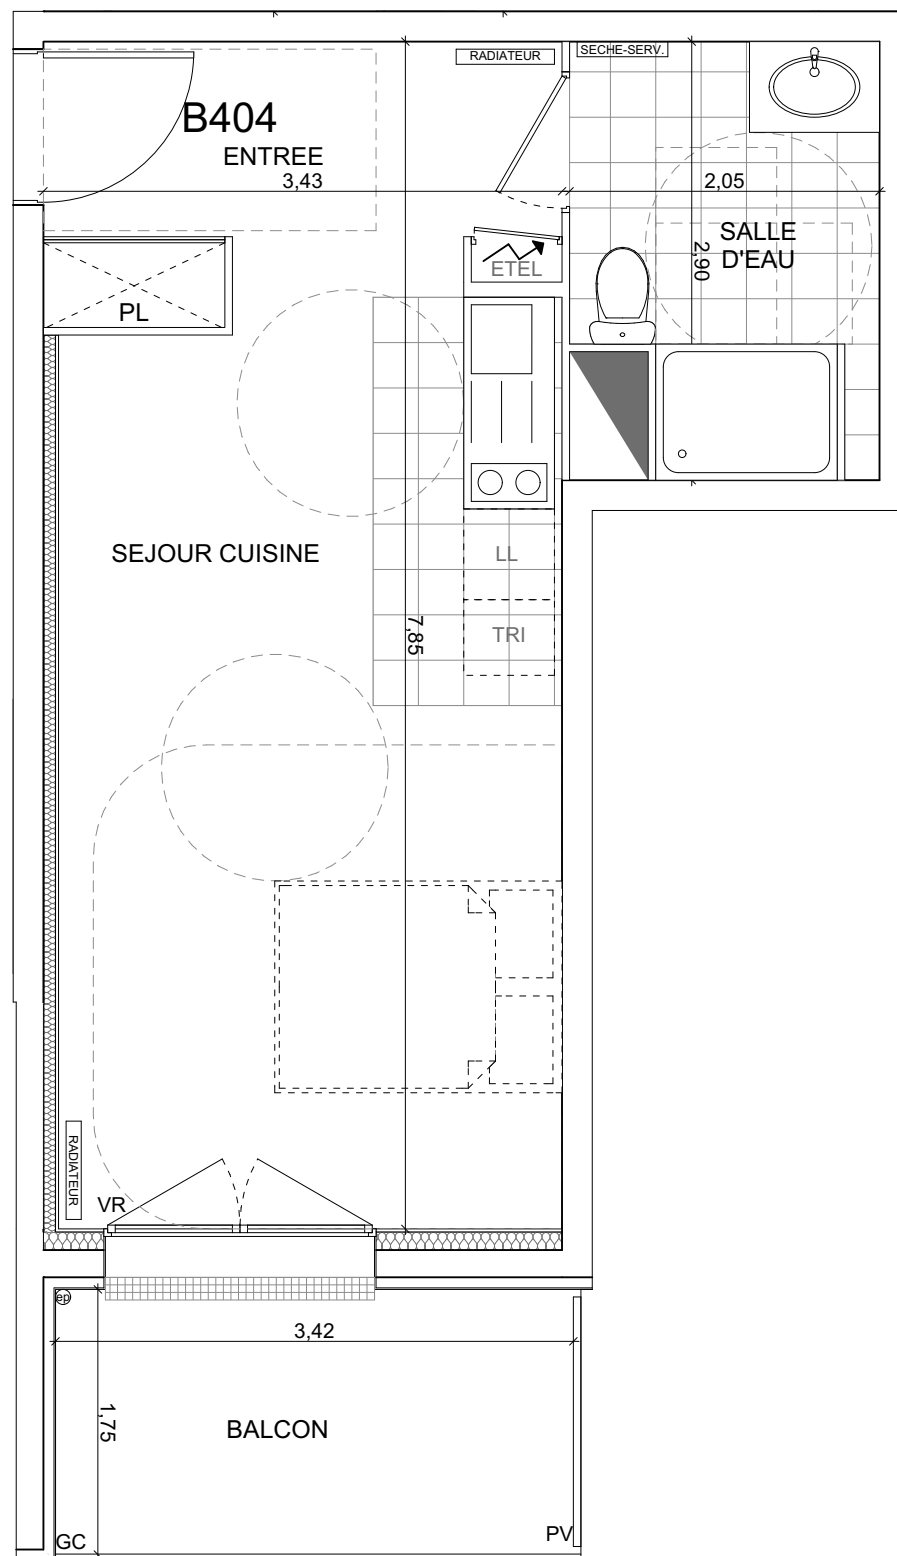 RADIATEUR
SECHE-SERV.
B404
ENTREE
3,43
2,05
SALLE
D'EAU
2,90
ETEL
PL
SEJOUR CUISINE
LL
TRI
7,85
RADIATEUR
VR
ep
3,42
1,75
BALCON
GC
PV